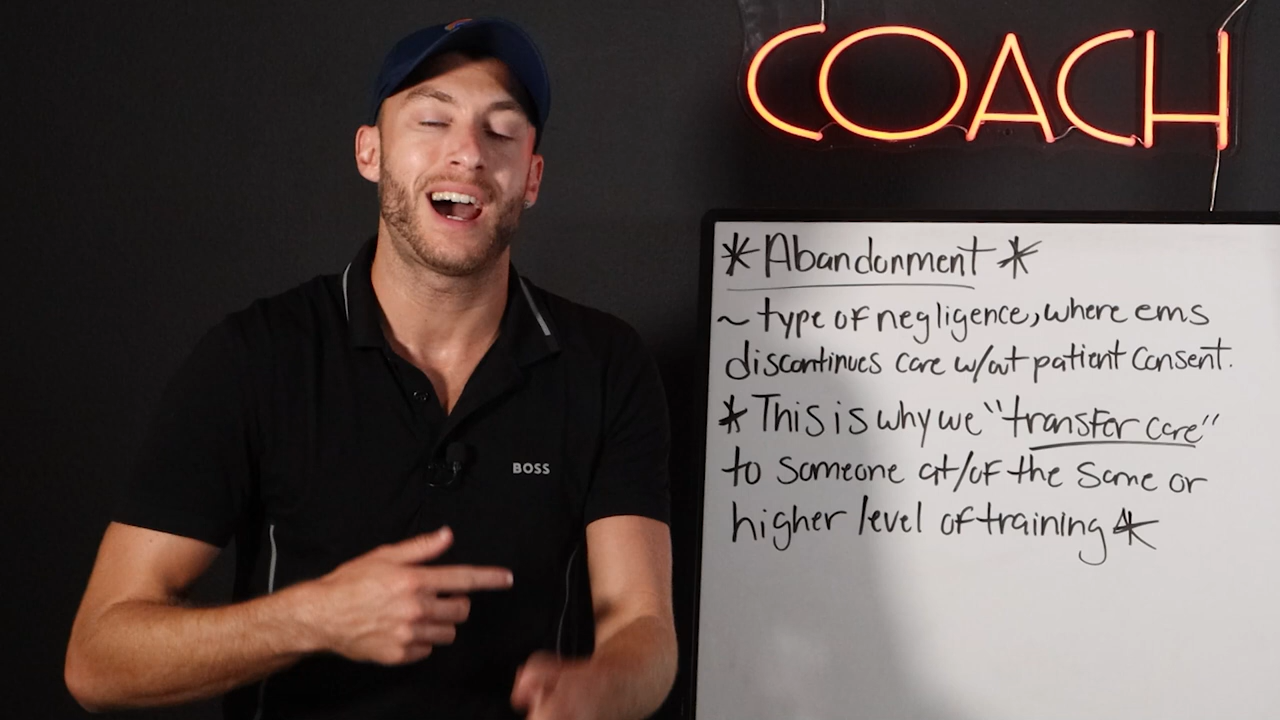 COACH
*Abandonment*
~ type of negligence, where ems
discontinues care w/out patient consent.
*This is why we "transfer care"
to someone at/of the same or
higher level of training*
BOSS